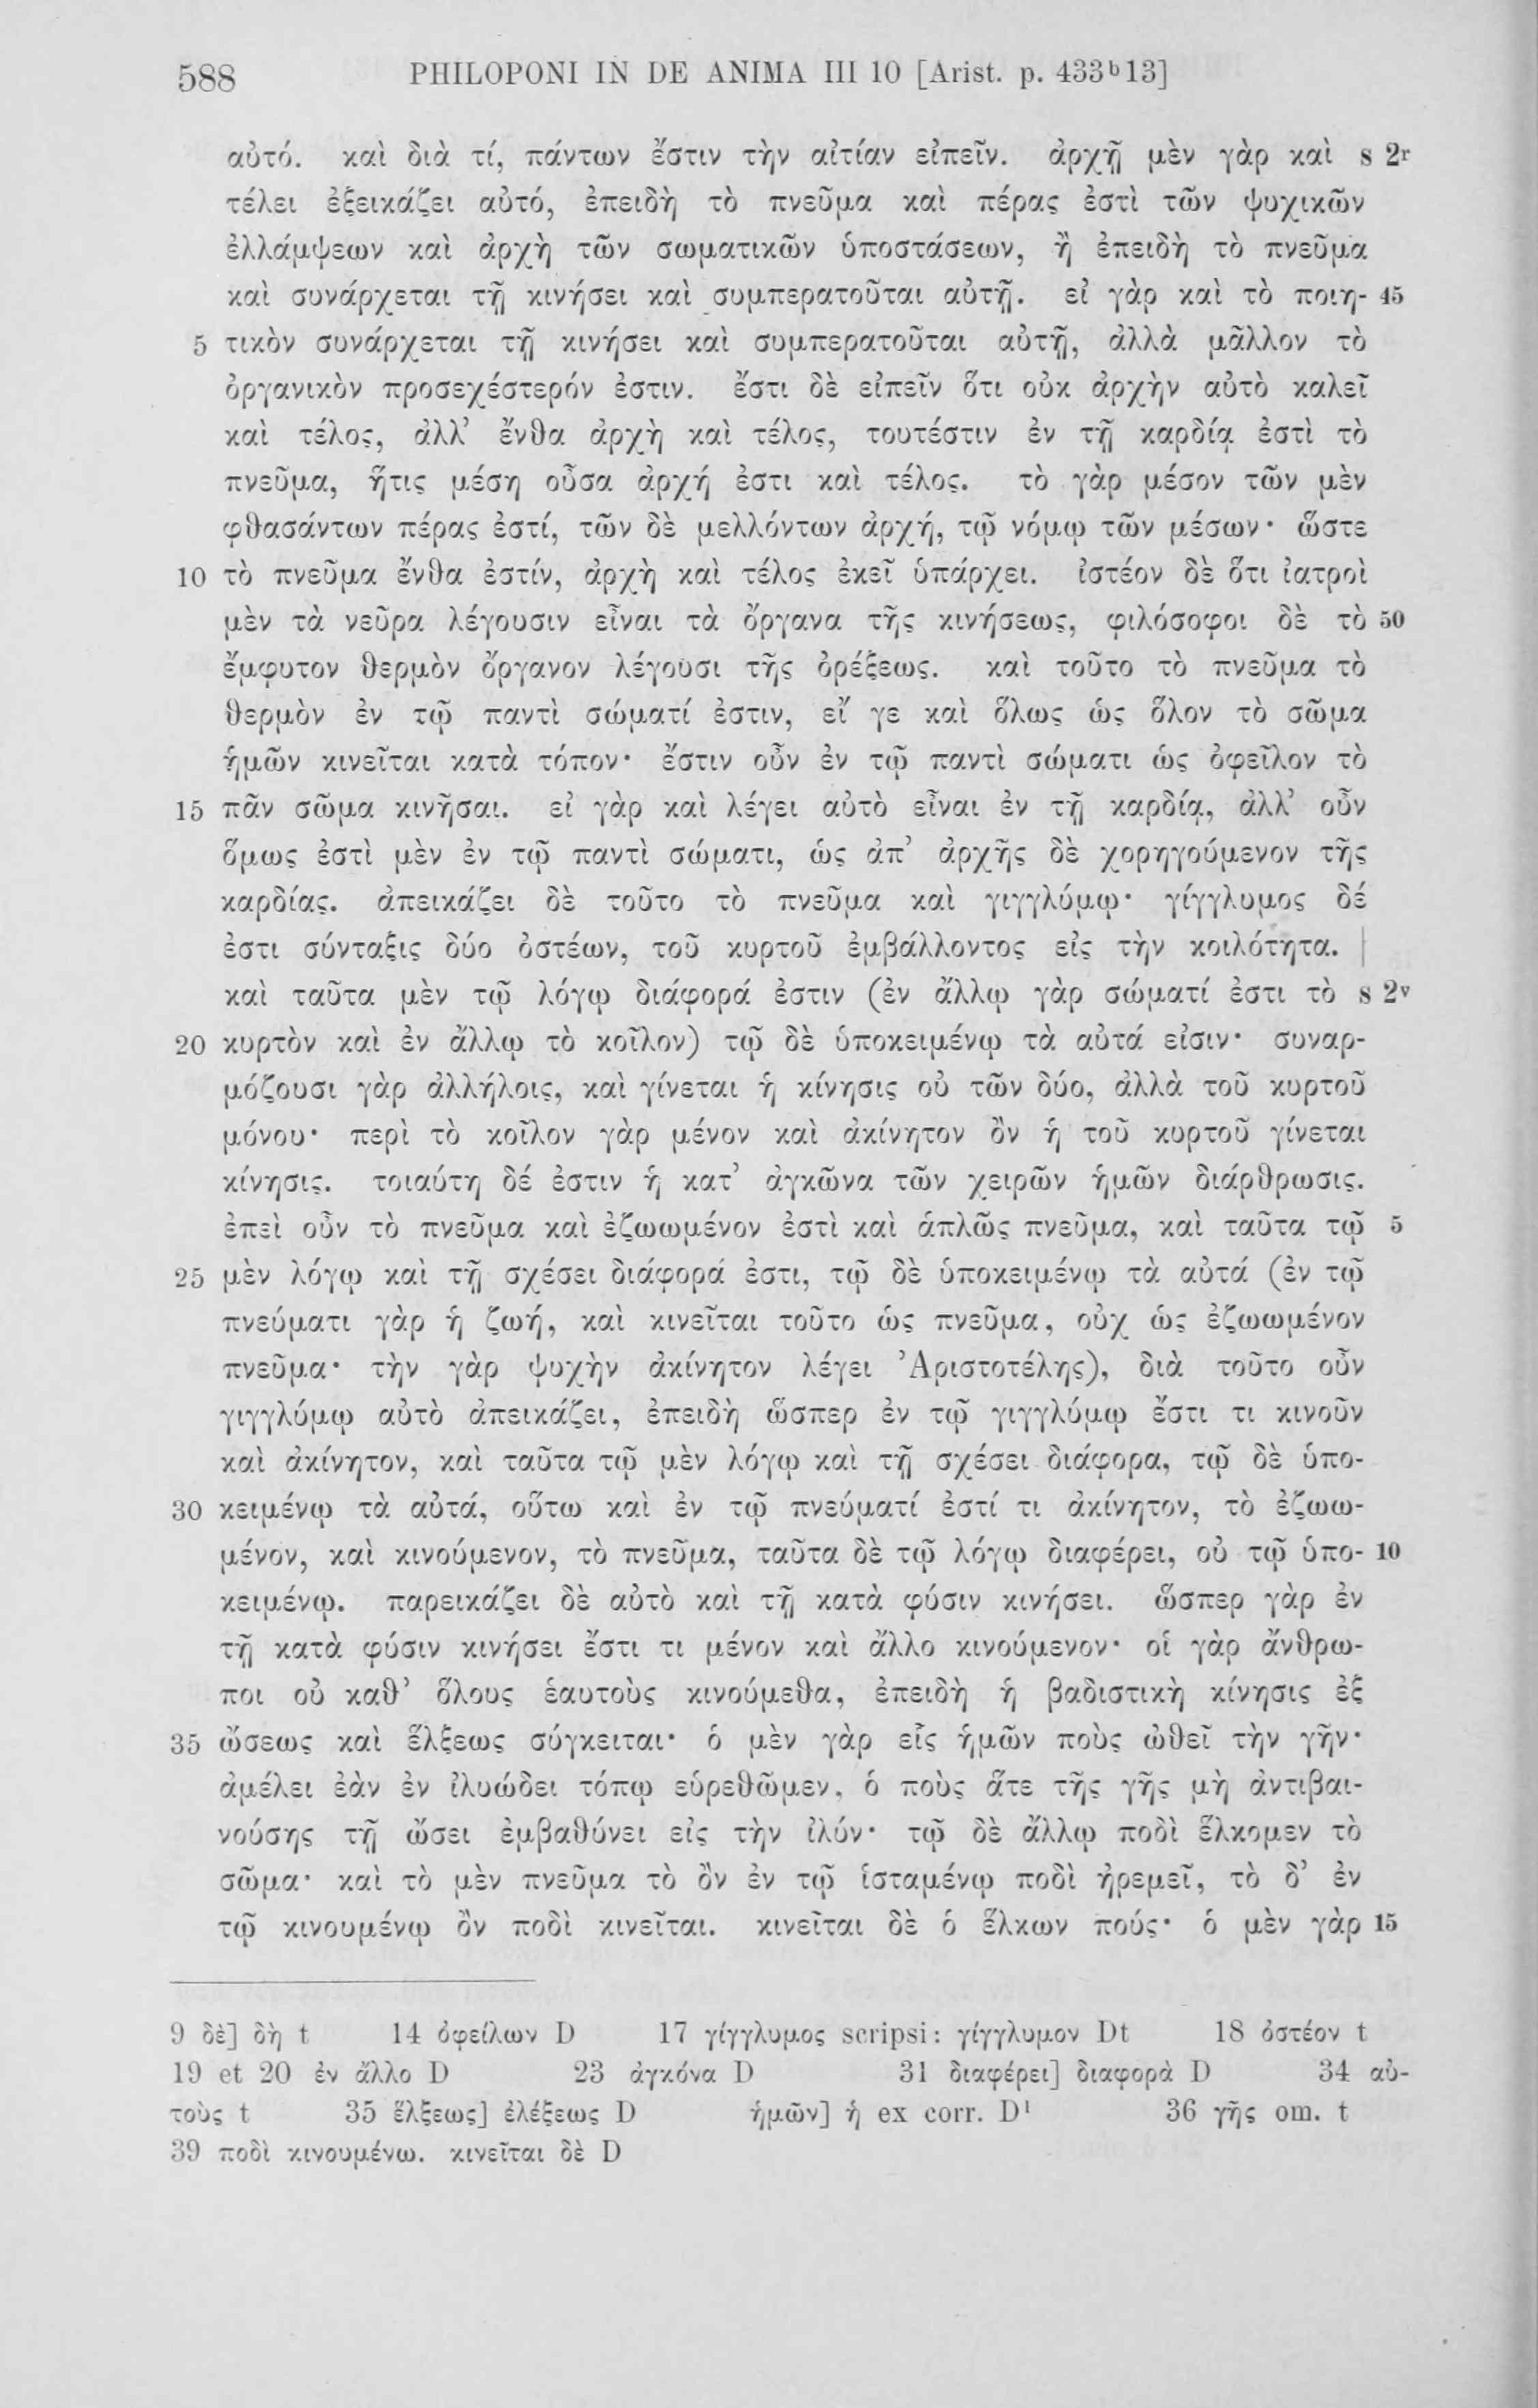 588 PHILOPONI IN DE ANIMA III 10 [Arist. p. 433ᵇ13]
αὐτό. καὶ διὰ τί, πάντων ἔστιν τὴν αἰτίαν εἰπεῖν. ἀρχῇ μὲν γὰρ καὶ s 2ʳ
τέλει ἐξεικάζει αὐτό, ἐπειδὴ τὸ πνεῦμα καὶ πέρας ἐστὶ τῶν ψυχικῶν
ἐλλάμψεων καὶ ἀρχὴ τῶν σωματικῶν ὑποστάσεων, ἢ ἐπειδὴ τὸ πνεῦμα
καὶ συνάρχεται τῇ κινήσει καὶ συμπερατοῦται αὐτῇ. εἰ γὰρ καὶ τὸ ποιη- 45
5 τικὸν συνάρχεται τῇ κινήσει καὶ συμπερατοῦται αὐτῇ, ἀλλὰ μᾶλλον τὸ
ὀργανικὸν προσεχέστερόν ἐστιν. ἔστι δὲ εἰπεῖν ὅτι οὐκ ἀρχὴν αὐτὸ καλεῖ
καὶ τέλος, ἀλλ’ ἔνθα ἀρχὴ καὶ τέλος, τουτέστιν ἐν τῇ καρδίᾳ ἐστὶ τὸ
πνεῦμα, ἥτις μέση οὖσα ἀρχή ἐστι καὶ τέλος. τὸ γὰρ μέσον τῶν μὲν
φθασάντων πέρας ἐστί, τῶν δὲ μελλόντων ἀρχή, τῷ νόμῳ τῶν μέσων· ὥστε
10 τὸ πνεῦμα ἔνθα ἐστίν, ἀρχὴ καὶ τέλος ἐκεῖ ὑπάρχει. ἰστέον δὲ ὅτι ἰατροὶ
μὲν τὰ νεῦρα λέγουσιν εἶναι τὰ ὄργανα τῆς κινήσεως, φιλόσοφοι δὲ τὸ 50
ἔμφυτον θερμὸν ὄργανον λέγουσι τῆς ὀρέξεως. καὶ τοῦτο τὸ πνεῦμα τὸ
θερμὸν ἐν τῷ παντὶ σώματί ἐστιν, εἴ γε καὶ ὅλως ὡς ὅλον τὸ σῶμα
ἡμῶν κινεῖται κατὰ τόπον· ἔστιν οὖν ἐν τῷ παντὶ σώματι ὡς ὀφεῖλον τὸ
15 πᾶν σῶμα κινῆσαι. εἰ γὰρ καὶ λέγει αὐτὸ εἶναι ἐν τῇ καρδίᾳ, ἀλλ’ οὖν
ὅμως ἐστὶ μὲν ἐν τῷ παντὶ σώματι, ὡς ἀπ’ ἀρχῆς δὲ χορηγούμενον τῆς
καρδίας. ἀπεικάζει δὲ τοῦτο τὸ πνεῦμα καὶ γιγγλύμῳ· γίγγλυμος δέ
ἐστι σύνταξις δύο ὀστέων, τοῦ κυρτοῦ ἐμβάλλοντος εἰς τὴν κοιλότητα. |
καὶ ταῦτα μὲν τῷ λόγῳ διάφορά ἐστιν (ἐν ἄλλῳ γὰρ σώματί ἐστι τὸ s 2ᵛ
20 κυρτὸν καὶ ἐν ἄλλῳ τὸ κοῖλον) τῷ δὲ ὑποκειμένῳ τὰ αὐτά εἰσιν· συναρ-
μόζουσι γὰρ ἀλλήλοις, καὶ γίνεται ἡ κίνησις οὐ τῶν δύο, ἀλλὰ τοῦ κυρτοῦ
μόνου· περὶ τὸ κοῖλον γὰρ μένον καὶ ἀκίνητον ὂν ἡ τοῦ κυρτοῦ γίνεται
κίνησις. τοιαύτη δέ ἐστιν ἡ κατ’ ἀγκῶνα τῶν χειρῶν ἡμῶν διάρθρωσις.
ἐπεὶ οὖν τὸ πνεῦμα καὶ ἐζωωμένον ἐστὶ καὶ ἁπλῶς πνεῦμα, καὶ ταῦτα τῷ 5
25 μὲν λόγῳ καὶ τῇ σχέσει διάφορά ἐστι, τῷ δὲ ὑποκειμένῳ τὰ αὐτά (ἐν τῷ
πνεύματι γὰρ ἡ ζωή, καὶ κινεῖται τοῦτο ὡς πνεῦμα, οὐχ ὡς ἐζωωμένον
πνεῦμα· τὴν γὰρ ψυχὴν ἀκίνητον λέγει Ἀριστοτέλης), διὰ τοῦτο οὖν
γιγγλύμῳ αὐτὸ ἀπεικάζει, ἐπειδὴ ὥσπερ ἐν τῷ γιγγλύμῳ ἔστι τι κινοῦν
καὶ ἀκίνητον, καὶ ταῦτα τῷ μὲν λόγῳ καὶ τῇ σχέσει διάφορα, τῷ δὲ ὑπο-
30 κειμένῳ τὰ αὐτά, οὕτω καὶ ἐν τῷ πνεύματί ἐστί τι ἀκίνητον, τὸ ἐζωω-
μένον, καὶ κινούμενον, τὸ πνεῦμα, ταῦτα δὲ τῷ λόγῳ διαφέρει, οὐ τῷ ὑπο- 10
κειμένῳ. παρεικάζει δὲ αὐτὸ καὶ τῇ κατὰ φύσιν κινήσει. ὥσπερ γὰρ ἐν
τῇ κατὰ φύσιν κινήσει ἔστι τι μένον καὶ ἄλλο κινούμενον· οἱ γὰρ ἄνθρω-
ποι οὐ καθ’ ὅλους ἑαυτοὺς κινούμεθα, ἐπειδὴ ἡ βαδιστικὴ κίνησις ἐξ
35 ὤσεως καὶ ἕλξεως σύγκειται· ὁ μὲν γὰρ εἷς ἡμῶν ποὺς ὠθεῖ τὴν γῆν·
ἀμέλει ἐὰν ἐν ἰλυώδει τόπῳ εὑρεθῶμεν, ὁ ποὺς ἅτε τῆς γῆς μὴ ἀντιβαι-
νούσης τῇ ὤσει ἐμβαθύνει εἰς τὴν ἰλύν· τῷ δὲ ἄλλῳ ποδὶ ἕλκομεν τὸ
σῶμα· καὶ τὸ μὲν πνεῦμα τὸ ὂν ἐν τῷ ἱσταμένῳ ποδὶ ἠρεμεῖ, τὸ δ’ ἐν
τῷ κινουμένῳ ὂν ποδὶ κινεῖται. κινεῖται δὲ ὁ ἕλκων πούς· ὁ μὲν γὰρ 15
9 δὲ] δὴ t 14 ὀφείλων D 17 γίγγλυμος scripsi: γίγγλυμον Dt 18 ὀστέον t
19 et 20 ἐν ἄλλο D 23 ἀγκόνα D 31 διαφέρει] διαφορὰ D 34 αὐ-
τοὺς t 35 ἕλξεως] ἐλέξεως D ἡμῶν] ἡ ex corr. D¹ 36 γῆς om. t
39 ποδὶ κινουμένω. κινεῖται δὲ D